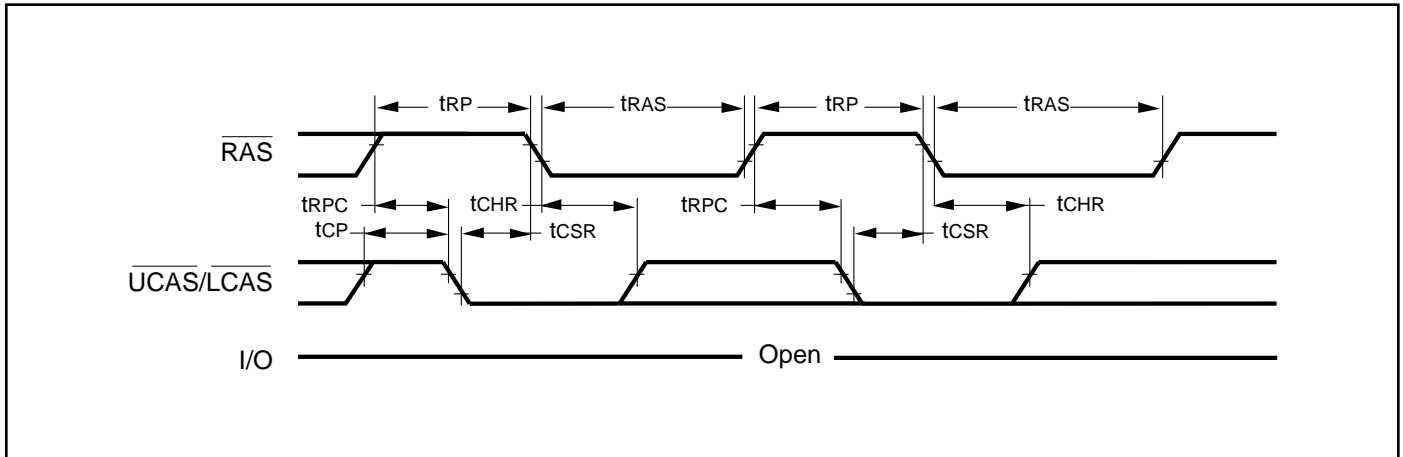 tRP tRAS tRP tRAS
RAS
tRPC tCHR tRPC tCHR
tCP tCSR tCSR
UCAS/LCAS
I/O Open